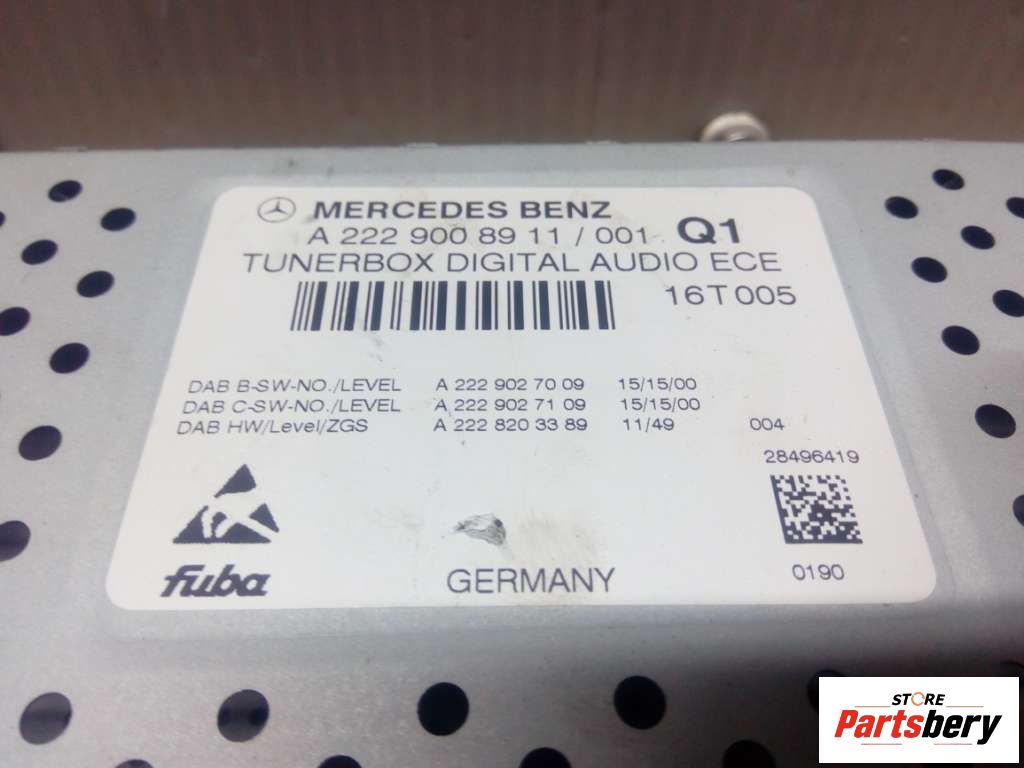 MERCEDES BENZ
A 222 900 89 11 / 001 Q1
TUNERBOX DIGITAL AUDIO ECE
16T005
DAB B-SW-NO./LEVEL A 222 902 70 09 15/15/00
DAB C-SW-NO./LEVEL A 222 902 71 09 15/15/00
DAB HW/Level/ZGS A 222 820 33 89 11/49 004
28496419
fuba
GERMANY
0190
STORE
Partsbery